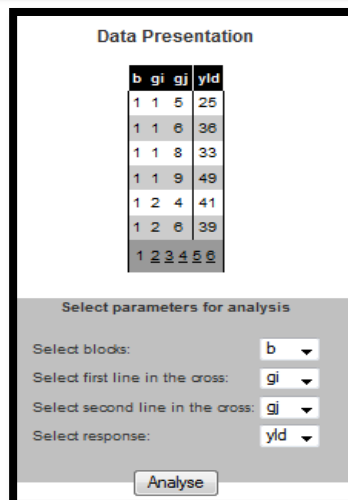 Data Presentation
b gi gj yld
1 1 5 25
1 1 6 36
1 1 8 33
1 1 9 49
1 2 4 41
1 2 6 39
1 2 3 4 5 6
Select parameters for analysis
Select blocks: b
Select first line in the cross: gi
Select second line in the cross: gj
Select response: yld
Analyse